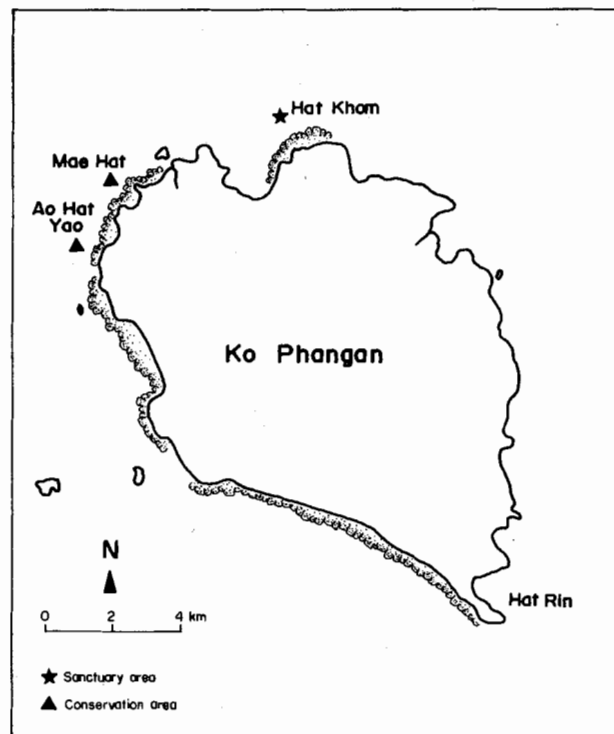 Hat Khom
Mae Hat
Ao Hat
Yao
Ko Phangan
N
0 2 4 km
Hat Rin
Sanctuary area
Conservation area